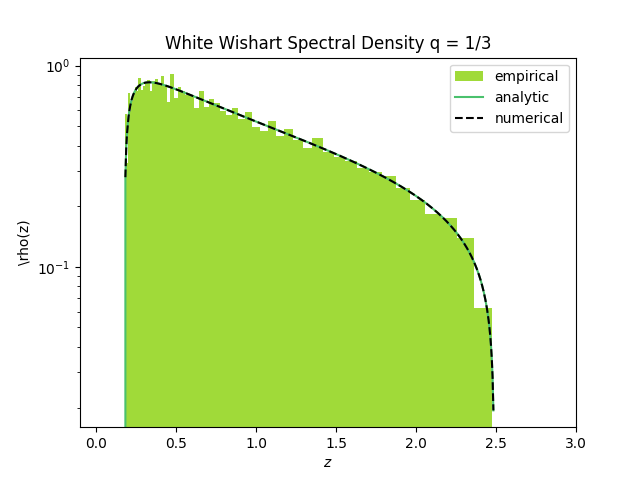 White Wishart Spectral Density q = 1/3
empirical
analytic
numerical
\rho(z)
10⁰
10⁻¹
0.0 0.5 1.0 1.5 2.0 2.5 3.0
z